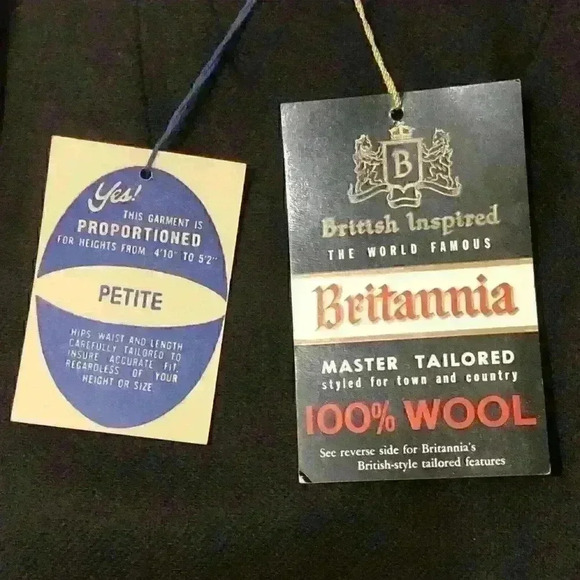 Yes!
THIS GARMENT IS
PROPORTIONED
FOR HEIGHTS FROM 4'10" TO 5'2"
PETITE
HIPS, WAIST AND LENGTH
CAREFULLY TAILORED TO
INSURE ACCURATE FIT,
REGARDLESS OF YOUR
HEIGHT OR SIZE
B
British Inspired
THE WORLD FAMOUS
Britannia
MASTER TAILORED
styled for town and country
100% WOOL
See reverse side for Britannia's
British-style tailored features